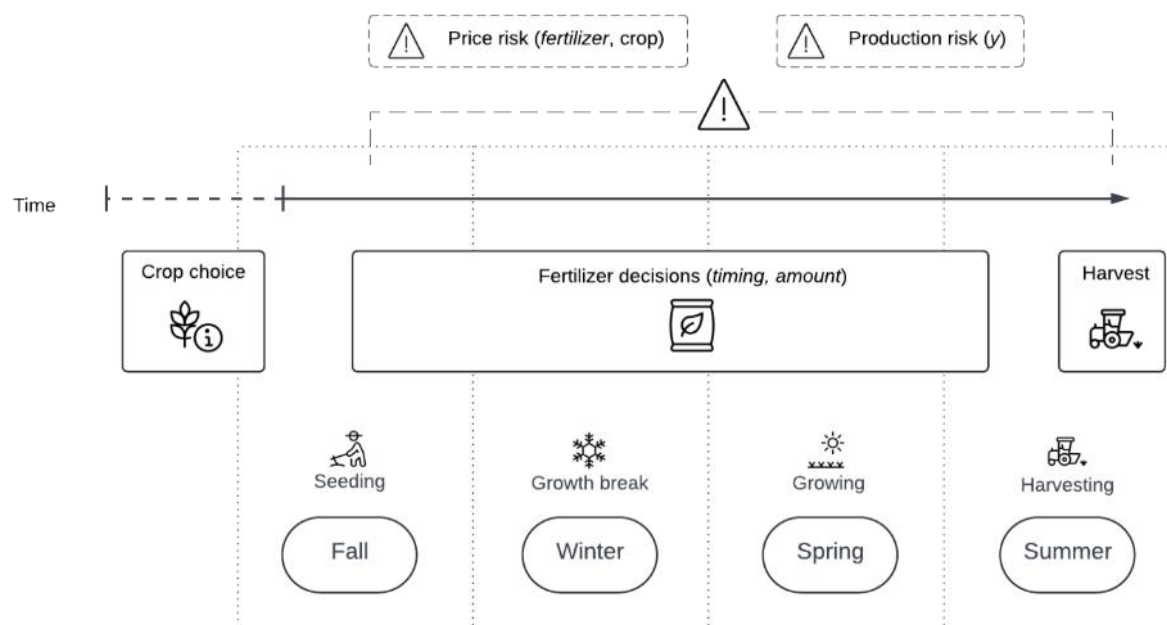 Price risk (fertilizer, crop)
Production risk (y)
Time
Crop choice
Fertilizer decisions (timing, amount)
Harvest
Seeding
Growth break
Growing
Harvesting
Fall
Winter
Spring
Summer